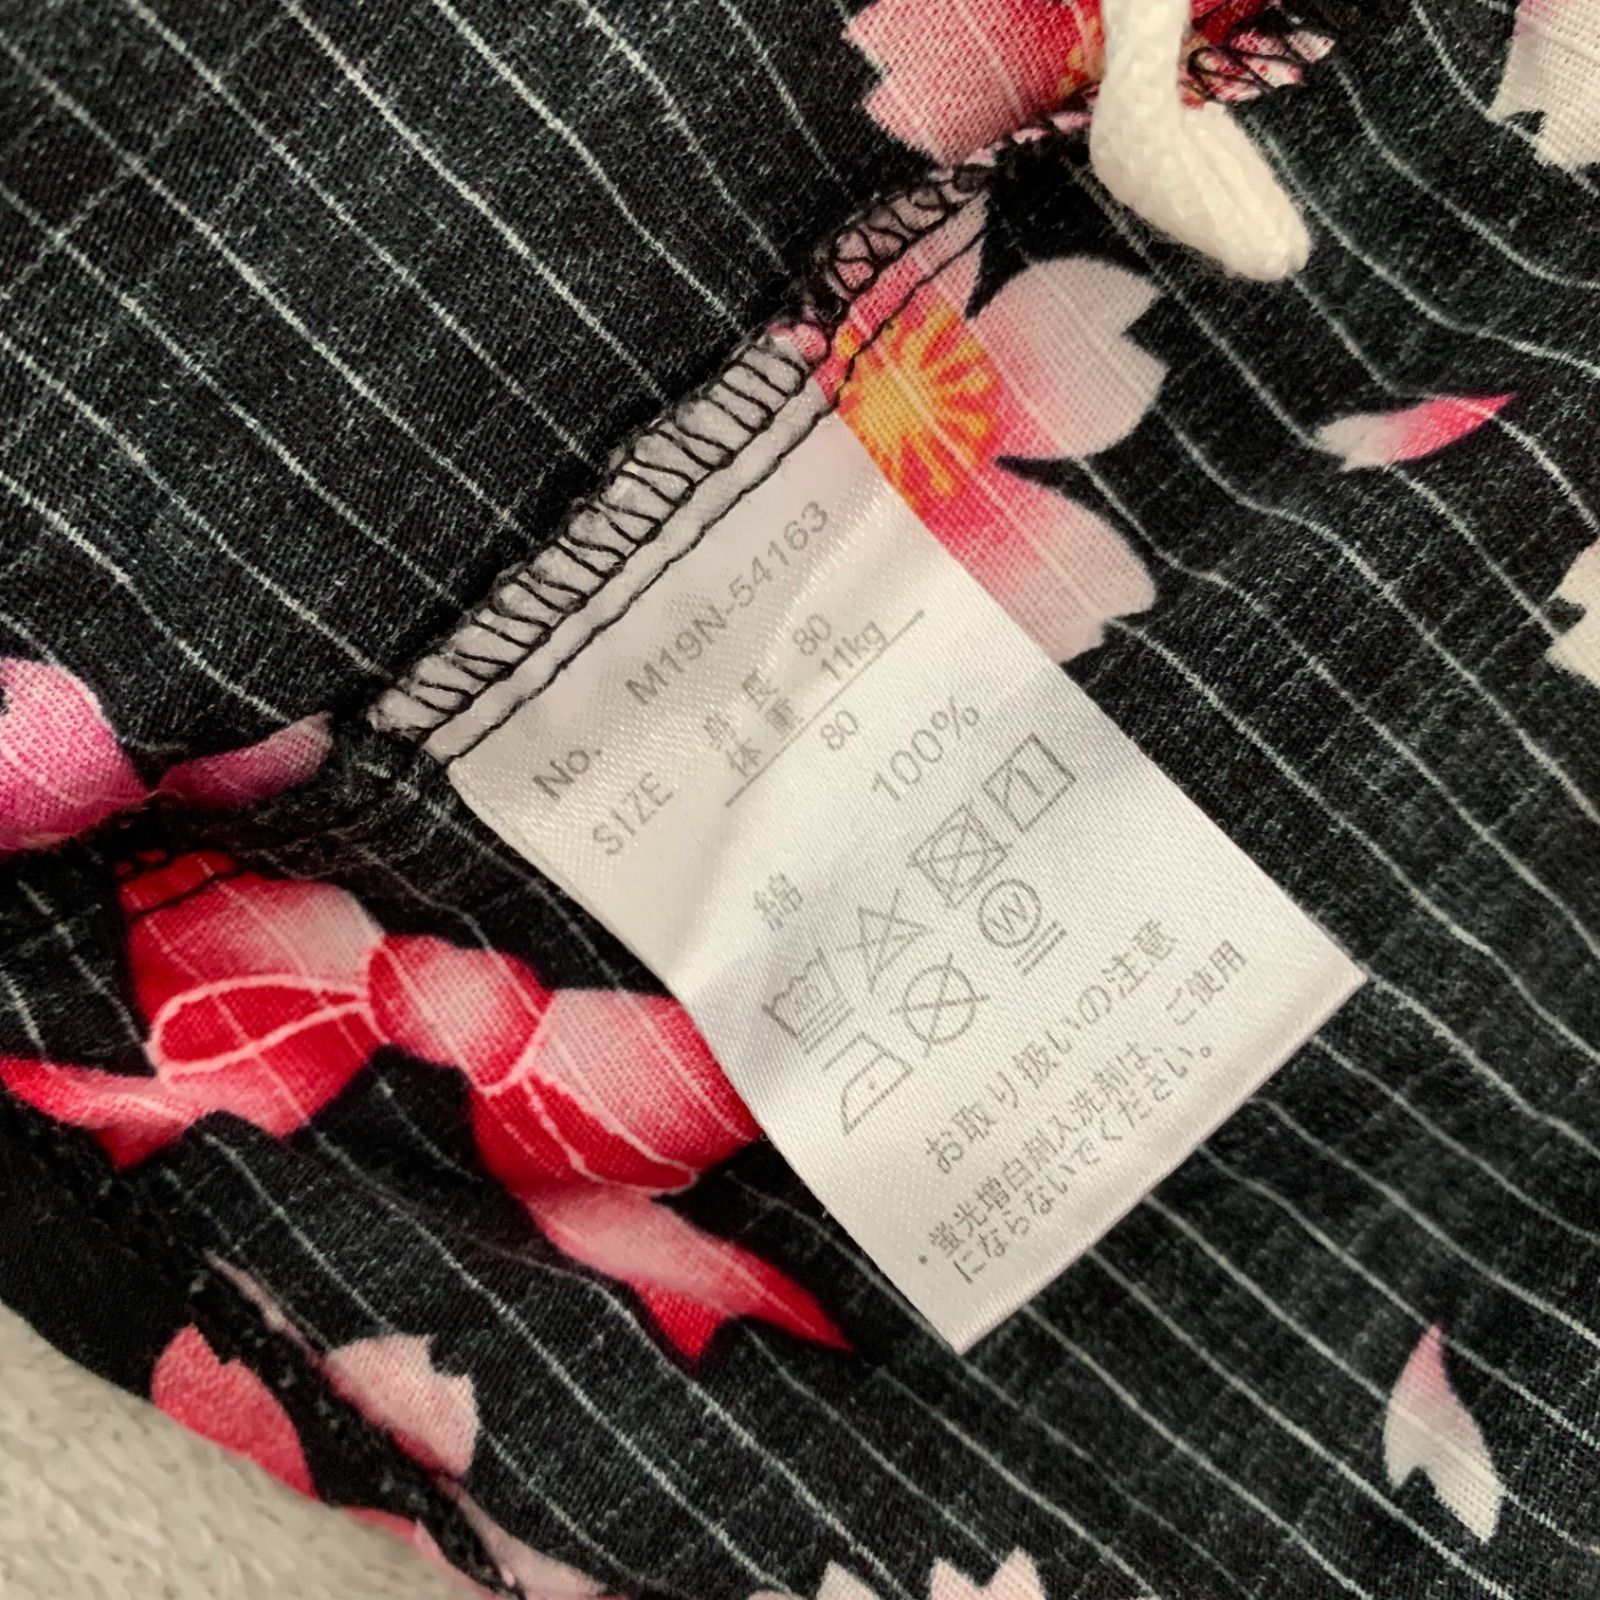 No. M19N-54163
SIZE 身長 80
体重 11kg
80
綿 100%
W
お取り扱いの注意
・蛍光増白剤入洗剤は、ご使用
にならないでください。